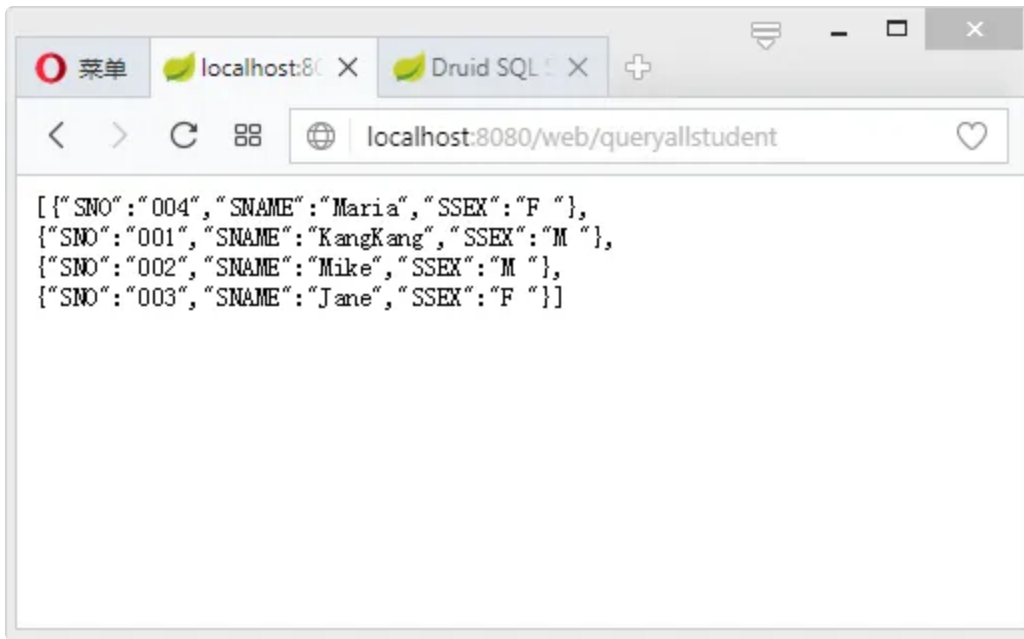 菜单 localhost:80 Druid SQL S
localhost:8080/web/queryallstudent
[{"SNO":"004","SNAME":"Maria","SSEX":"F "},
{"SNO":"001","SNAME":"KangKang","SSEX":"M "},
{"SNO":"002","SNAME":"Mike","SSEX":"M "},
{"SNO":"003","SNAME":"Jane","SSEX":"F "}]